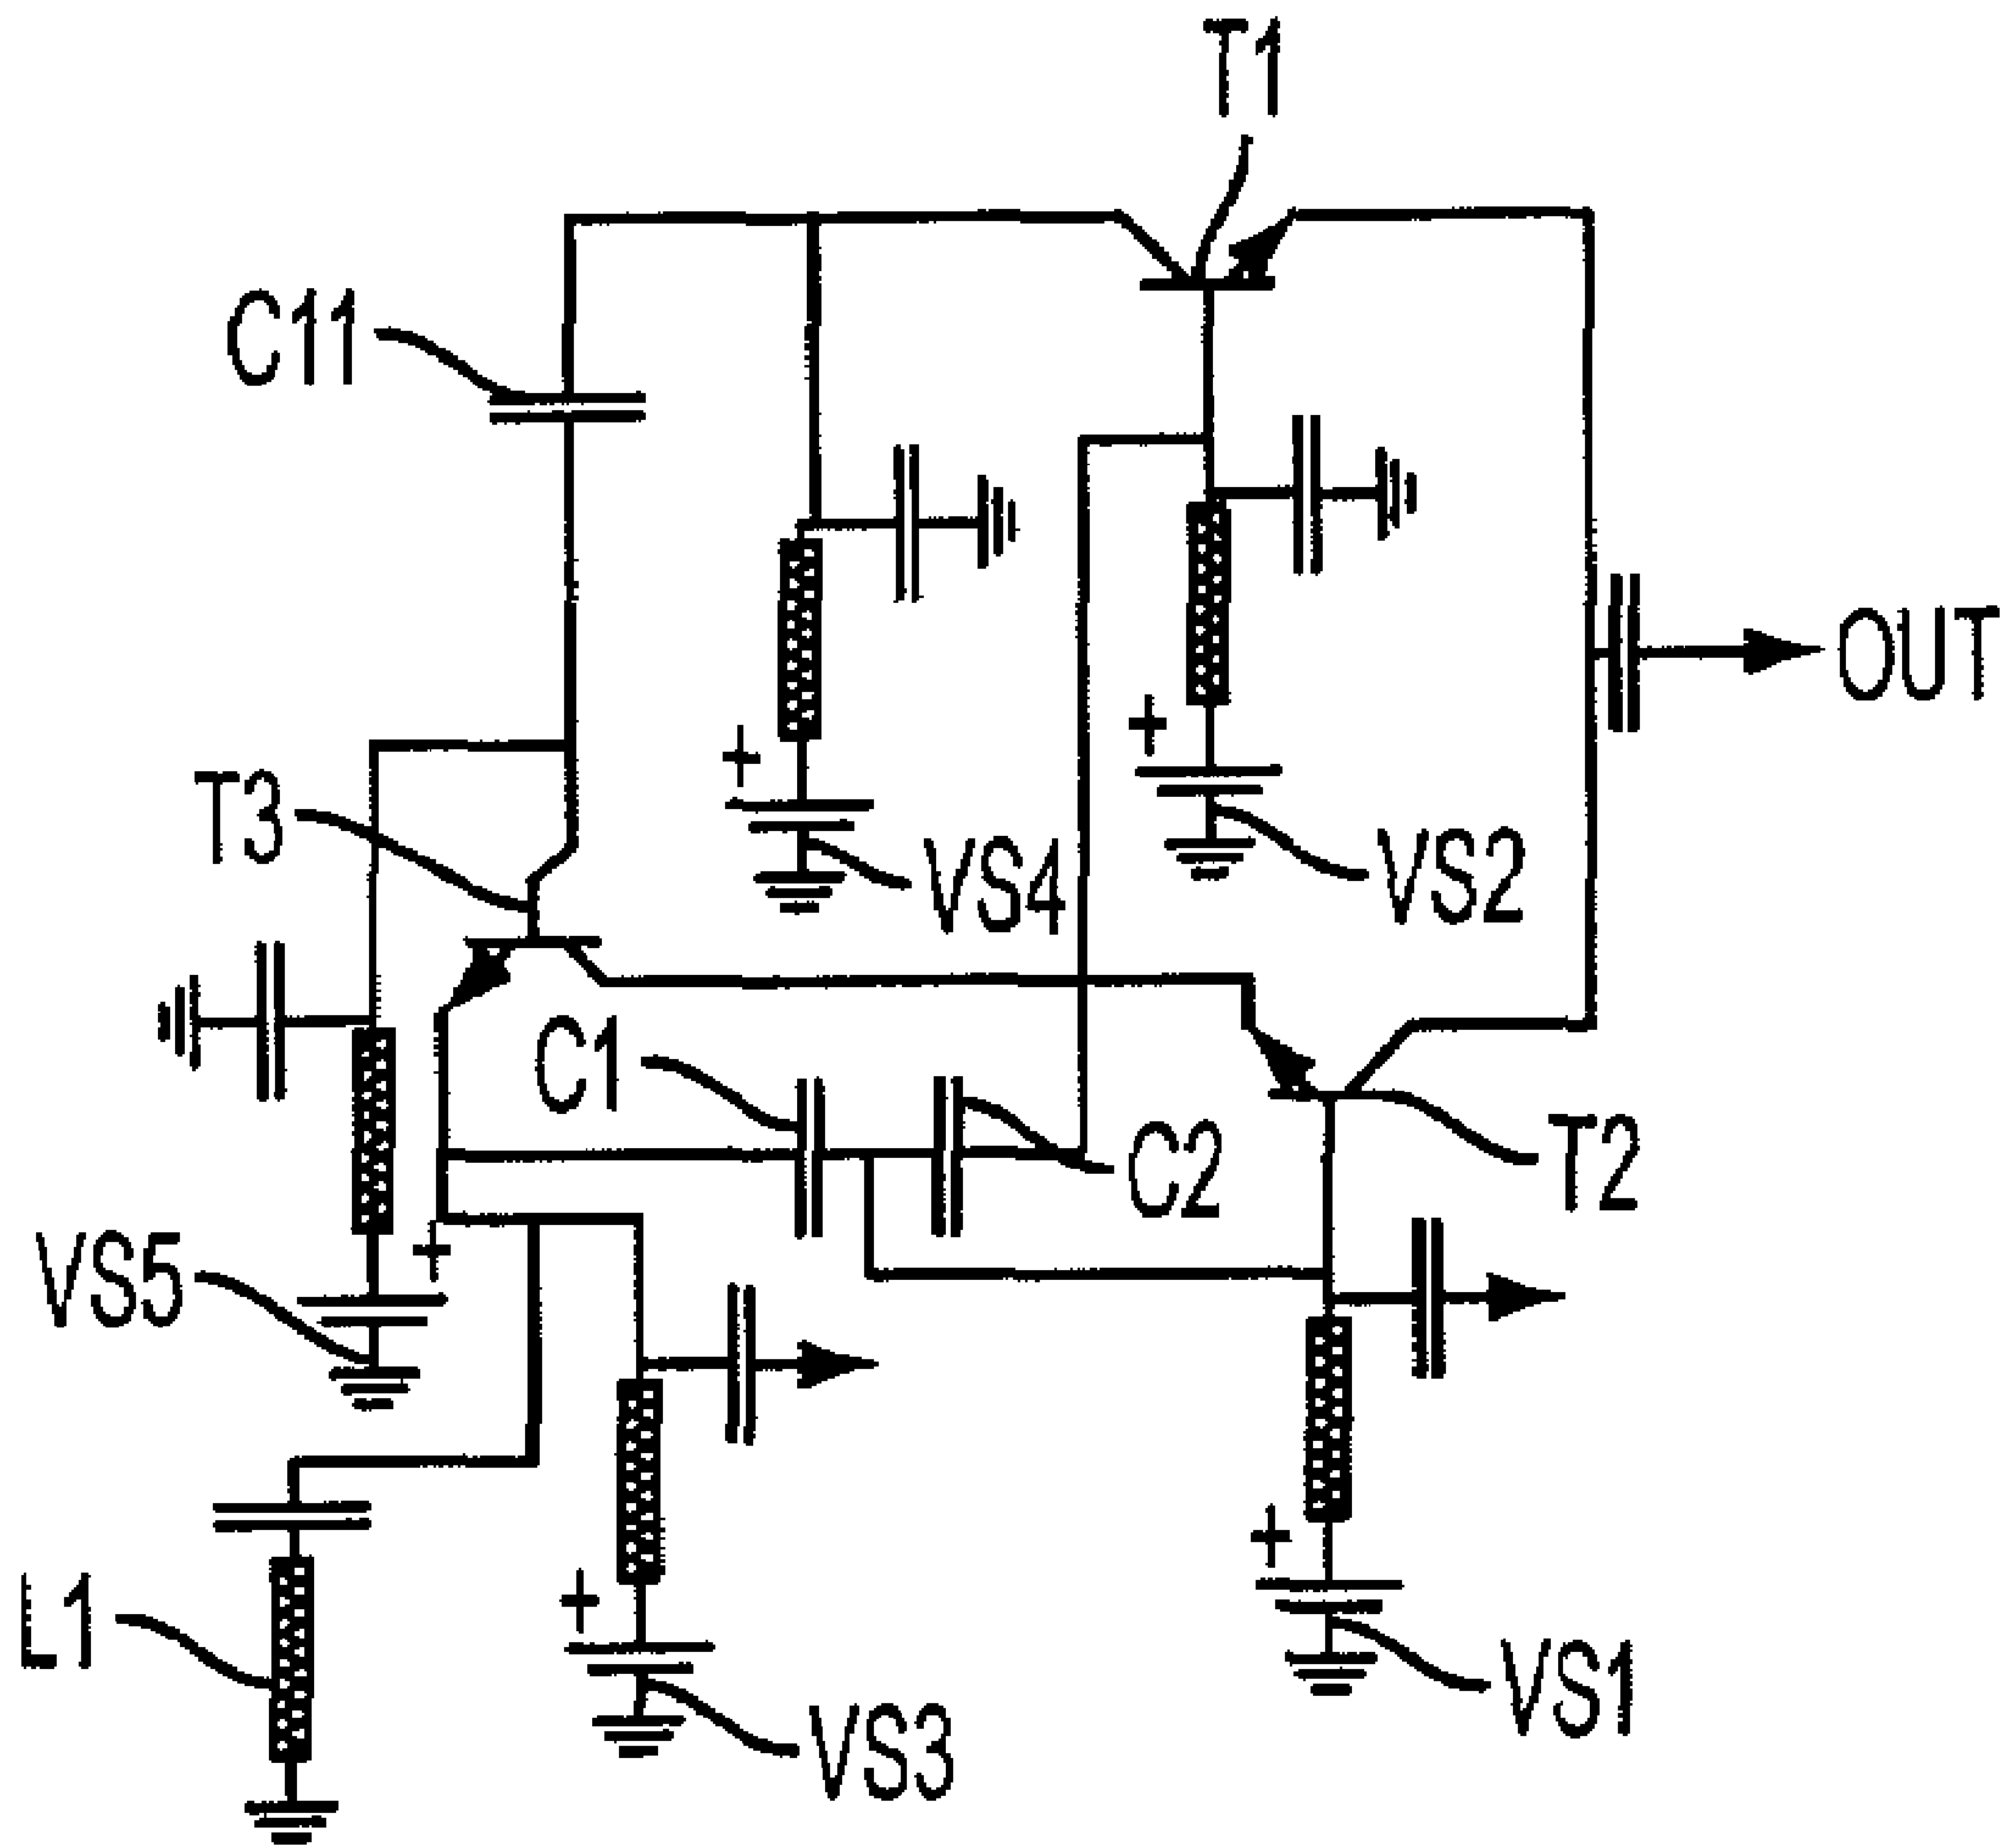 T1
C11
OUT
T3
VS4
VS2
C1
C2
T2
VS5
L1
VS3
VS1
+
+
+
+
+